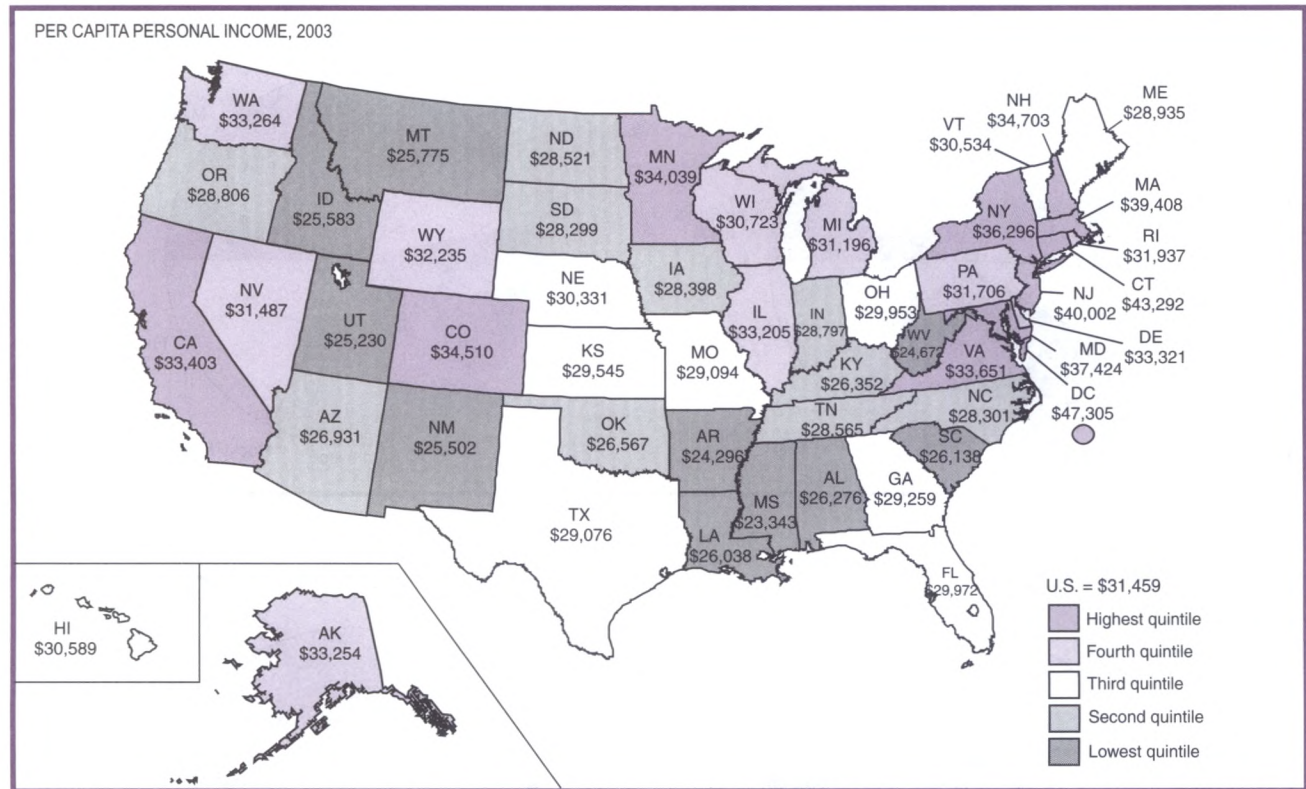 PER CAPITA PERSONAL INCOME, 2003
WA
$33,264
OR
$28,806
CA
$33,403
NV
$31,487
ID
$25,583
MT
$25,775
WY
$32,235
UT
$25,230
CO
$34,510
AZ
$26,931
NM
$25,502
ND
$28,521
SD
$28,299
NE
$30,331
KS
$29,545
OK
$26,567
TX
$29,076
MN
$34,039
IA
$28,398
MO
$29,094
AR
$24,296
LA
$26,038
WI
$30,723
IL
$33,205
MI
$31,196
IN
$28,797
OH
$29,953
KY
$26,352
TN
$28,565
MS
$23,343
AL
$26,276
GA
$29,259
FL
$29,972
SC
$26,138
NC
$28,301
VA
$33,651
WV
$24,672
PA
$31,706
NY
$36,296
VT
$30,534
NH
$34,703
ME
$28,935
MA
$39,408
RI
$31,937
CT
$43,292
NJ
$40,002
DE
$33,321
MD
$37,424
DC
$47,305
HI
$30,589
AK
$33,254
U.S. = $31,459
Highest quintile
Fourth quintile
Third quintile
Second quintile
Lowest quintile